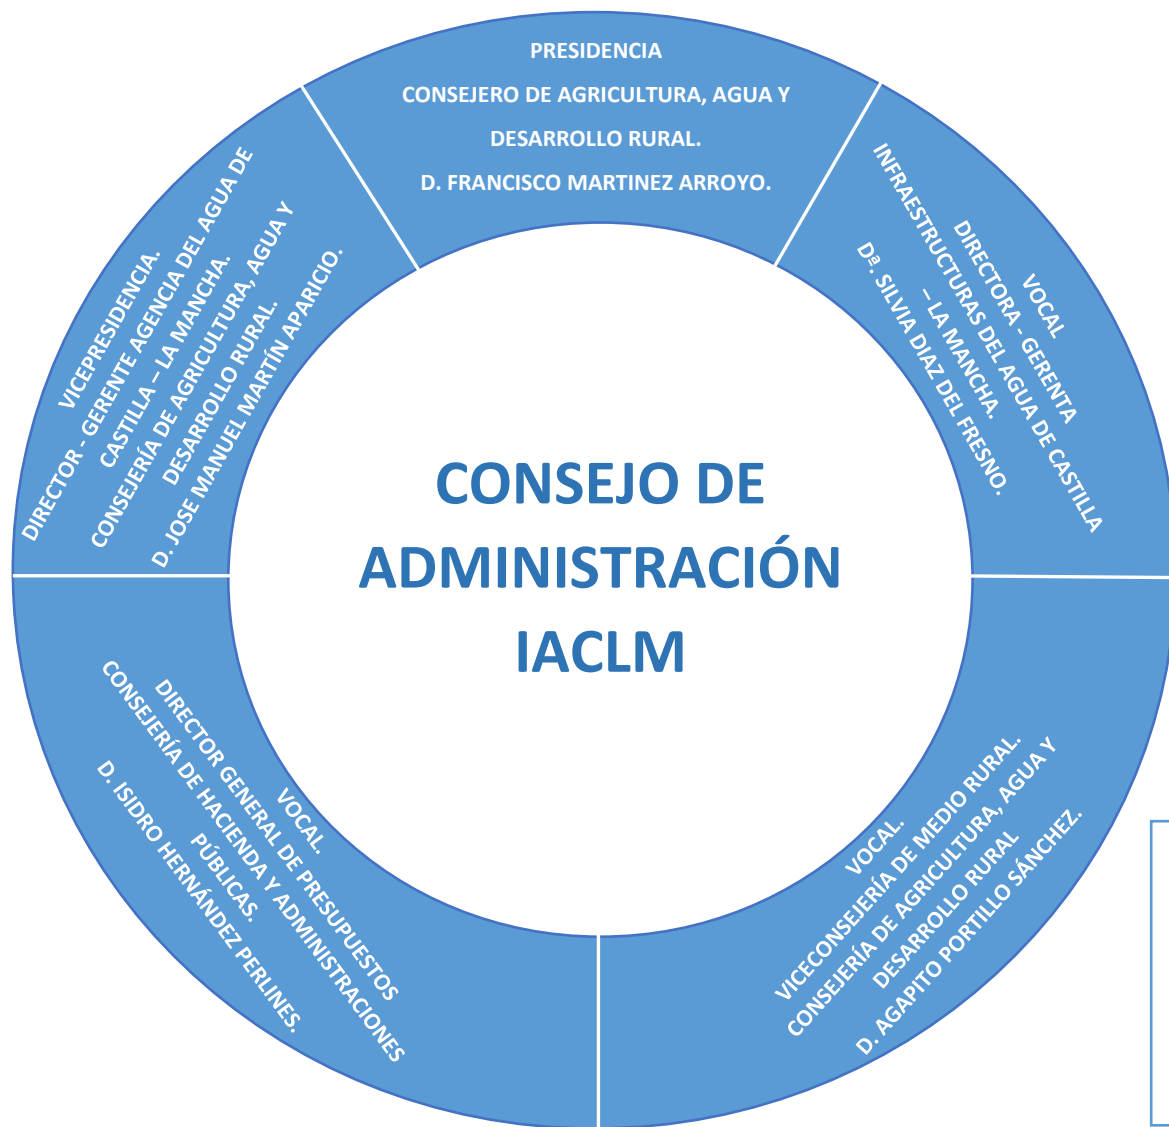 PRESIDENCIA
CONSEJERO DE AGRICULTURA, AGUA Y
DESARROLLO RURAL.
D. FRANCISCO MARTINEZ ARROYO.
VOCAL
DIRECTORA - GERENTA
INFRAESTRUCTURAS DEL AGUA DE CASTILLA
– LA MANCHA.
Dª. SILVIA DIAZ DEL FRESNO.
VICEPRESIDENCIA.
DIRECTOR - GERENTE AGENCIA DEL AGUA DE
CASTILLA – LA MANCHA.
CONSEJERÍA DE AGRICULTURA, AGUA Y
DESARROLLO RURAL.
D. JOSE MANUEL MARTÍN APARICIO.
CONSEJO DE
ADMINISTRACIÓN
IACLM
VOCAL.
DIRECTOR GENERAL DE PRESUPUESTOS
CONSEJERÍA DE HACIENDA Y ADMINISTRACIONES
PÚBLICAS.
D. ISIDRO HERNÁNDEZ PERLINES.
VOCAL.
VICECONSEJERÍA DE MEDIO RURAL.
CONSEJERÍA DE AGRICULTURA, AGUA Y
DESARROLLO RURAL
D. AGAPITO PORTILLO SÁNCHEZ.